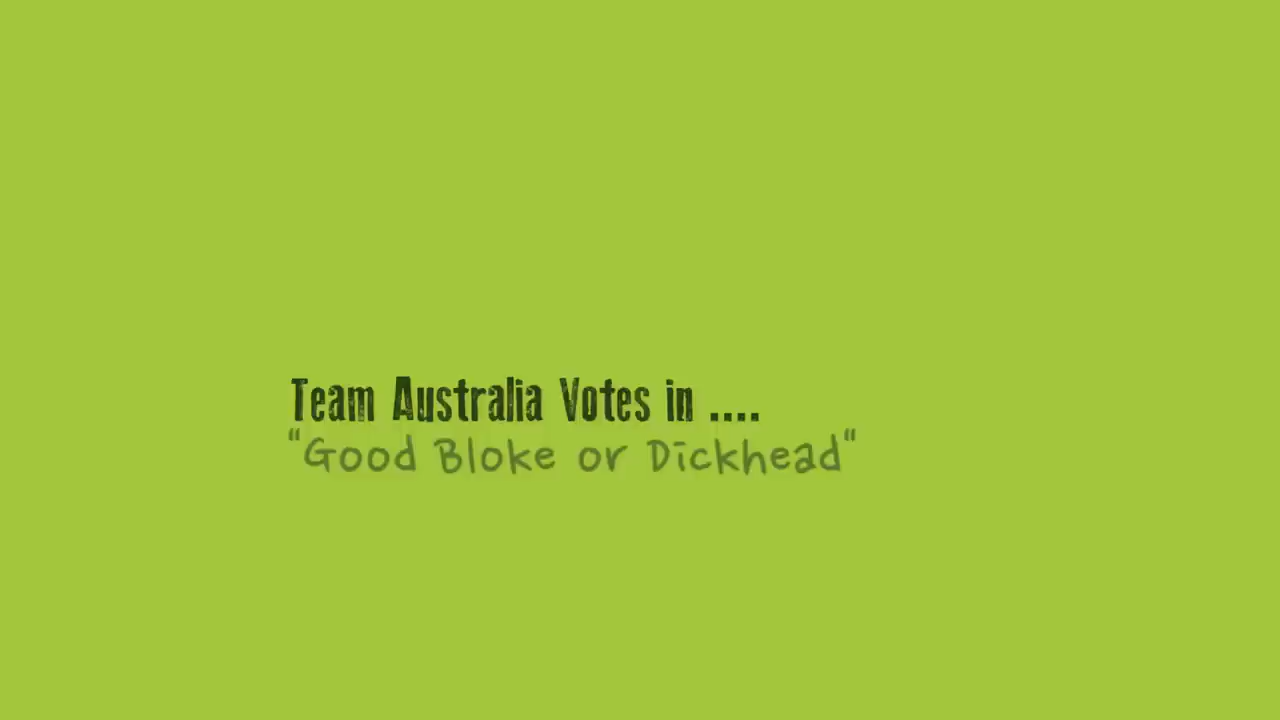 Team Australia Votes in ....
"Good Bloke or Dickhead"